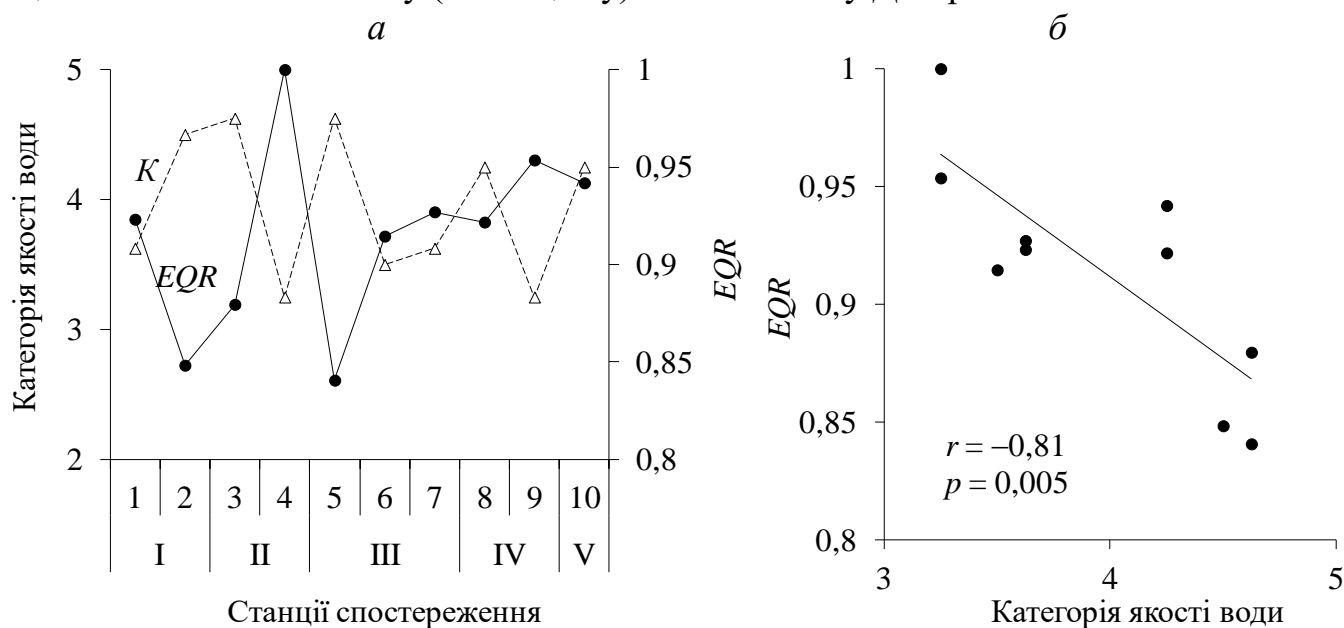 а
5
4
3
2
Категорія якості води
К
EQR
1
0,95
0,9
0,85
0,8
EQR
1 2 3 4 5 6 7 8 9 10
I II III IV V
Станції спостереження
б
EQR
1
0,95
0,9
0,85
0,8
r = –0,81
p = 0,005
3 4 5
Категорія якості води